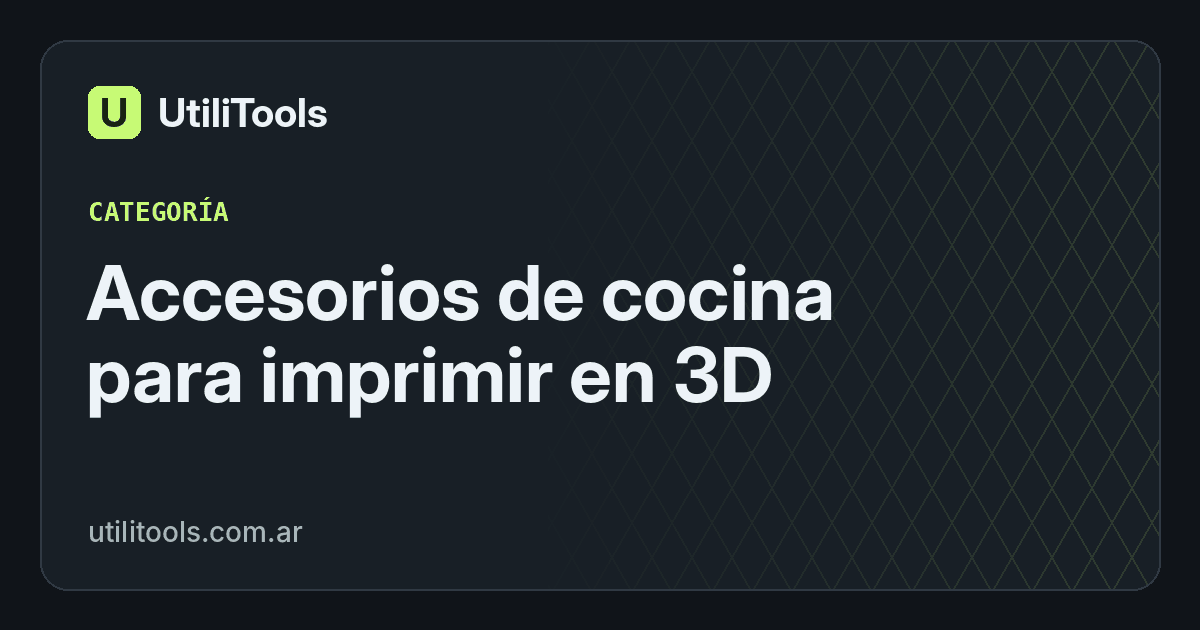 U UtiliTools
CATEGORÍA
Accesorios de cocina
para imprimir en 3D
utilitools.com.ar